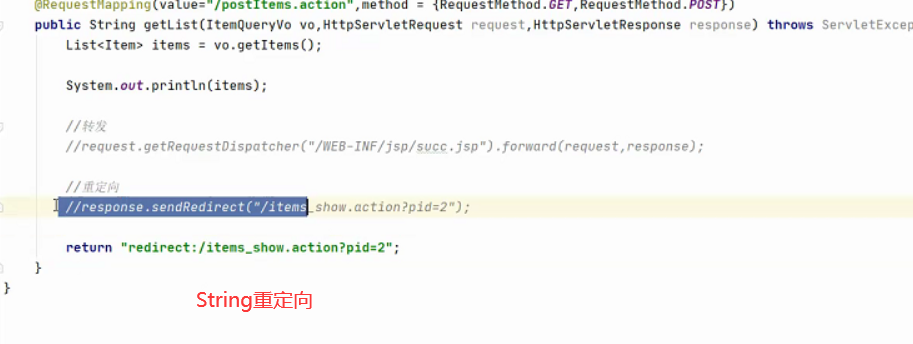 @RequestMapping(value="/postItems.action",method = {RequestMethod.GET,RequestMethod.POST})
public String getList(ItemQueryVo vo,HttpServletRequest request,HttpServletResponse response) throws ServletExcep
List<Item> items = vo.getItems();
System.out.println(items);
//转发
//request.getRequestDispatcher("/WEB-INF/jsp/succ.jsp").forward(request,response);
//重定向
//response.sendRedirect("/items_show.action?pid=2");
return "redirect:/items_show.action?pid=2";
}
}
String重定向